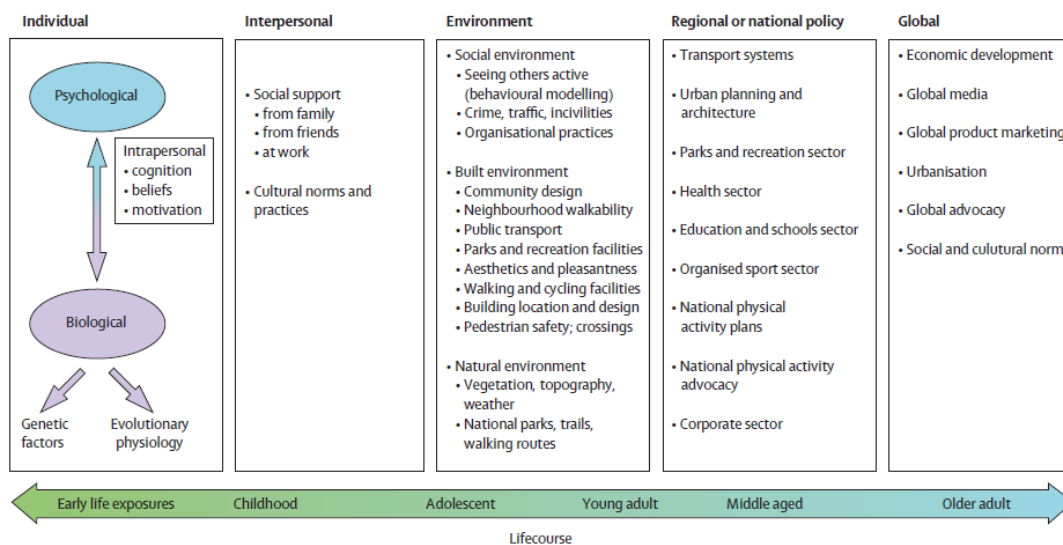 Individual
Psychological
Intrapersonal
• cognition
• beliefs
• motivation
Biological
Genetic
factors
Evolutionary
physiology
Interpersonal
• Social support
• from family
• from friends
• at work
• Cultural norms and
practices
Environment
• Social environment
• Seeing others active
(behavioural modelling)
• Crime, traffic, incivilities
• Organisational practices
• Built environment
• Community design
• Neighbourhood walkability
• Public transport
• Parks and recreation facilities
• Aesthetics and pleasantness
• Walking and cycling facilities
• Building location and design
• Pedestrian safety; crossings
• Natural environment
• Vegetation, topography,
weather
• National parks, trails,
walking routes
Regional or national policy
• Transport systems
• Urban planning and
architecture
• Parks and recreation sector
• Health sector
• Education and schools sector
• Organised sport sector
• National physical
activity plans
• National physical activity
advocacy
• Corporate sector
Global
• Economic development
• Global media
• Global product marketing
• Urbanisation
• Global advocacy
• Social and culutural norm
Early life exposures
Childhood
Adolescent
Young adult
Middle aged
Older adult
Lifecourse